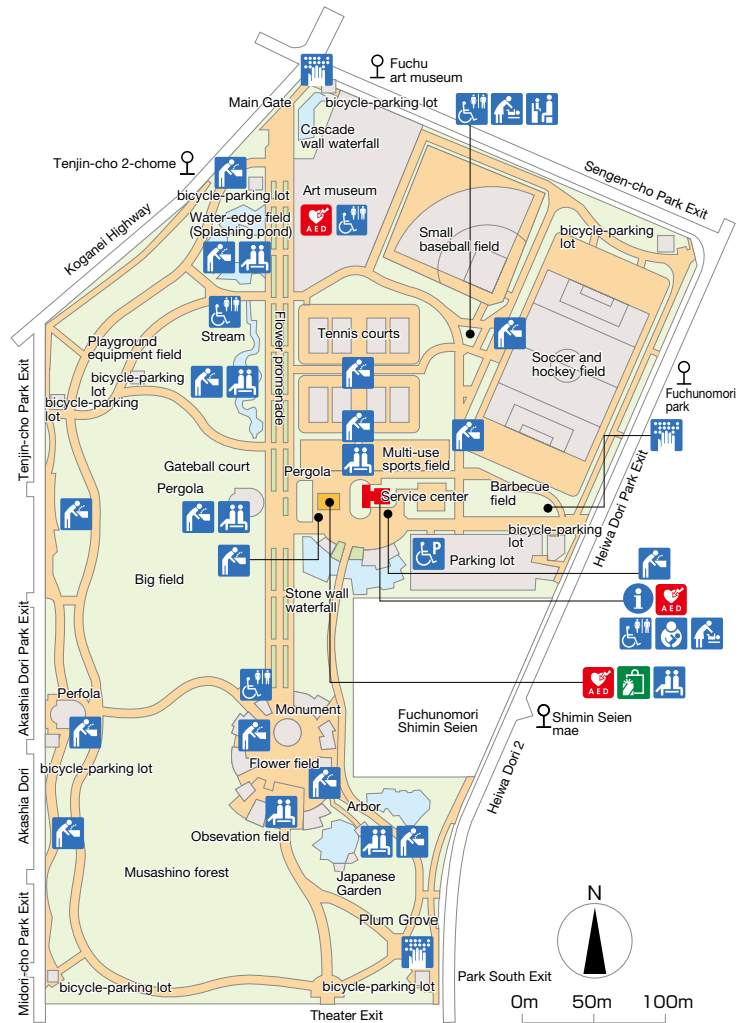 Fuchu
art museum
Main Gate
bicycle-parking lot
Cascade
wall waterfall
Tenjin-cho 2-chome
bicycle-parking lot
Art museum
AED
Water-edge field
(Splashing pond)
Koganei Highway
Sengen-cho Park Exit
Small
baseball field
bicycle-parking
lot
Stream
Flower promenade
Tennis courts
Playground
equipment field
bicycle-parking
lot
bicycle-parking
lot
Tenjin-cho Park Exit
Soccer and
hockey field
Fuchunomori
park
Gateball court
Pergola
Pergola
Multi-use
sports field
Service center
Barbecue
field
bicycle-parking
lot
Heiwa Dori Park Exit
P
Parking lot
Big field
Stone wall
waterfall
i
AED
AED
Akashia Dori Park Exit
Perfola
Monument
Fuchunomori
Shimin Seien
Shimin Seien
mae
Flower field
bicycle-parking lot
Heiwa Dori 2
Akashia Dori
Arbor
Obsevation field
Musashino forest
Japanese
Garden
Plum Grove
N
Midori-cho Park Exit
Park South Exit
bicycle-parking lot
bicycle-parking lot
0m 50m 100m
Theater Exit